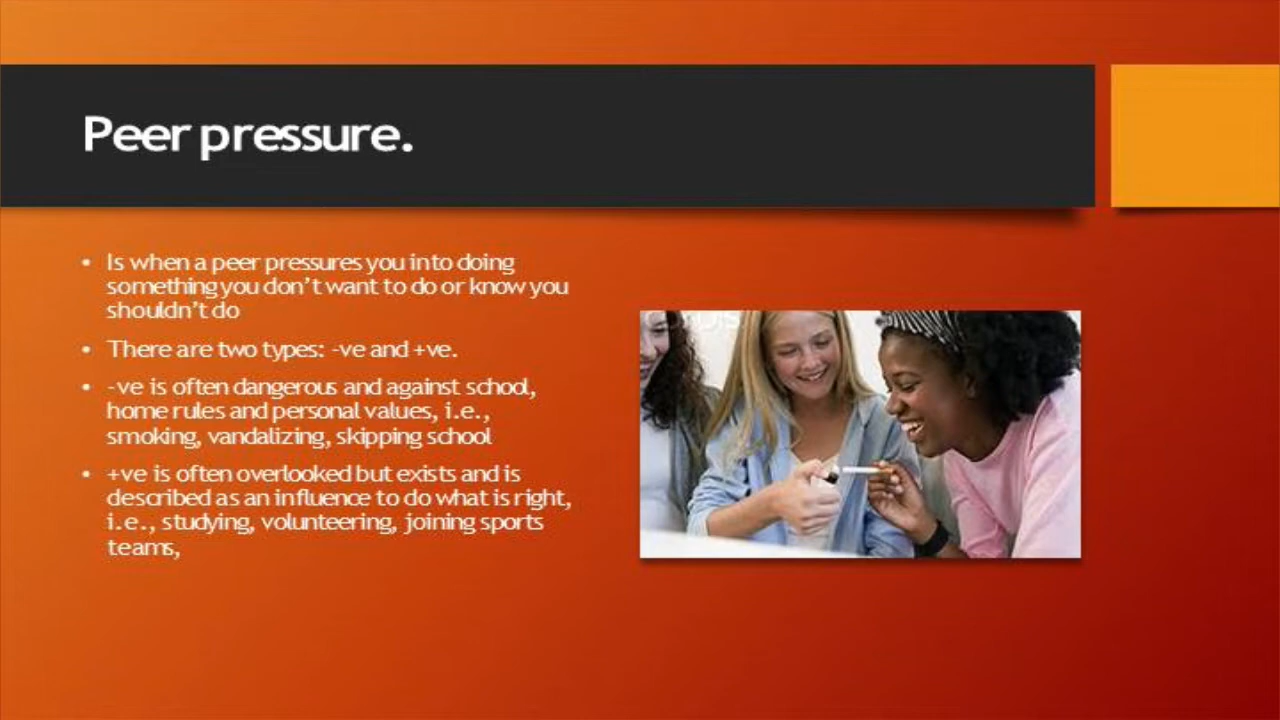 Peer pressure.
• Is when a peer pressures you into doing
something you don’t want to do or know you
shouldn’t do
• There are two types: -ve and +ve.
• -ve is often dangerous and against school,
home rules and personal values, i.e.,
smoking, vandalizing, skipping school
• +ve is often overlooked but exists and is
described as an influence to do what is right,
i.e., studying, volunteering, joining sports
teams,